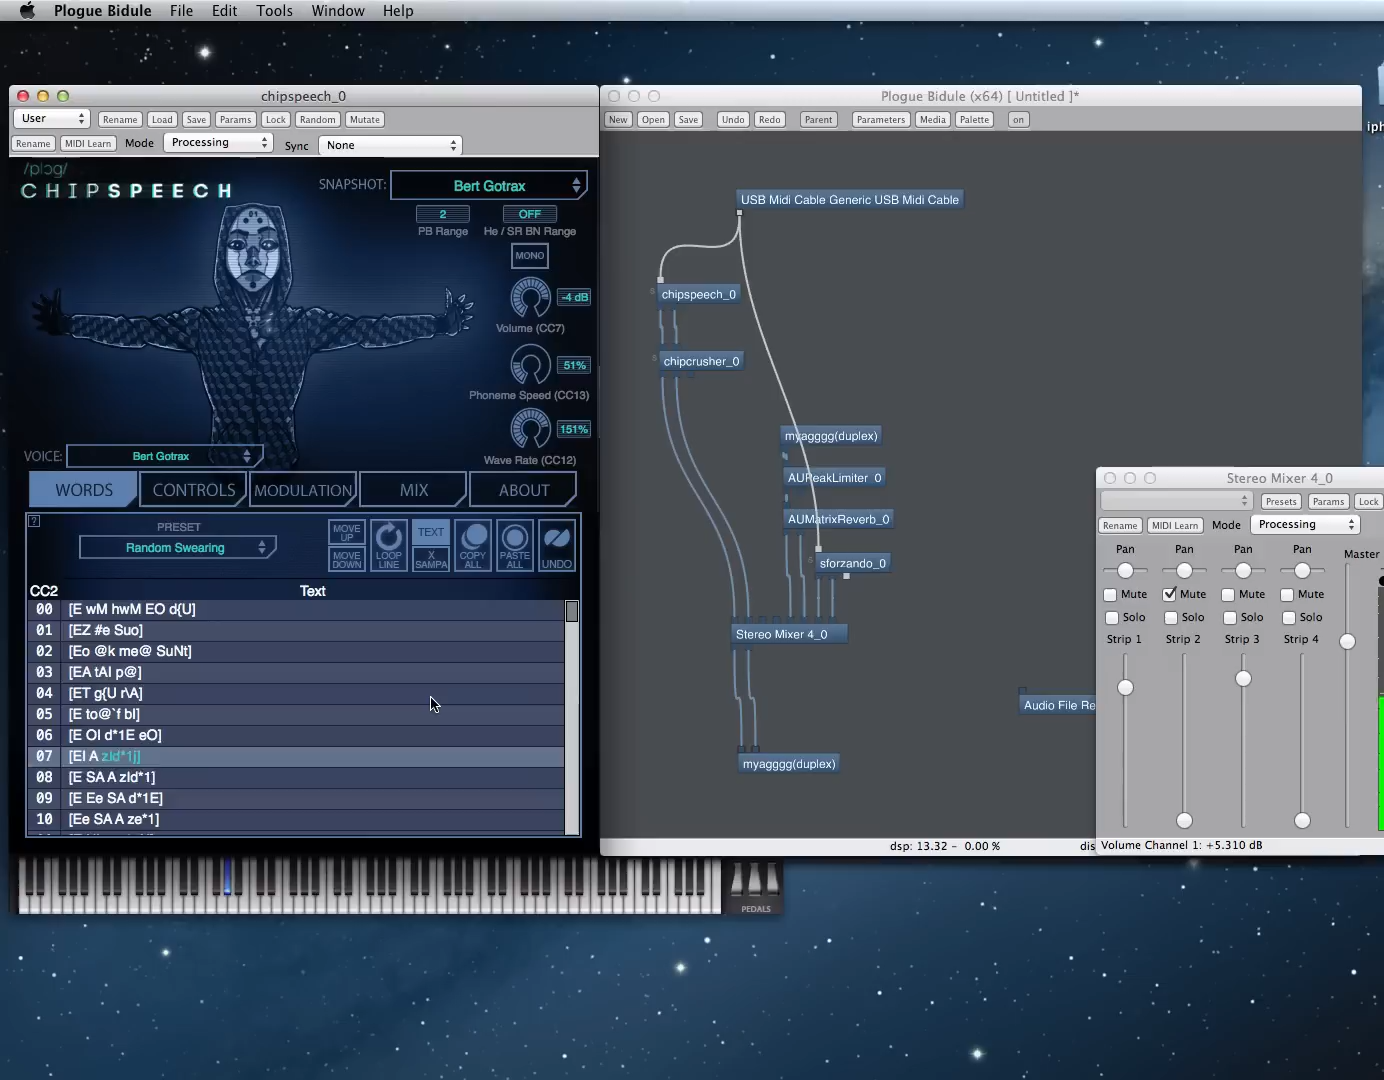 Plogue Bidule File Edit Tools Window Help
chipspeech_0
User Rename Load Save Params Lock Random Mutate
Rename MIDI Learn Mode Processing Sync None
/plɔg/
CHIPSPEECH
SNAPSHOT: Bert Gotrax
2 OFF
PB Range He / SR BN Range
MONO
-4 dB
Volume (CC7)
51%
Phoneme Speed (CC13)
151%
Wave Rate (CC12)
VOICE: Bert Gotrax
WORDS CONTROLS MODULATION MIX ABOUT
?
PRESET
Random Swearing
MOVE UP
MOVE DOWN
LOOP LINE
TEXT
X SAMPA
COPY ALL
PASTE ALL
UNDO
CC2 Text
00 [E wM hwM EO d{U]
01 [EZ #e Suo]
02 [Eo @k me@ SuNt]
03 [EA tAI p@]
04 [ET g{U r\A]
05 [E to@`f bI]
06 [E OI d*1E eO]
07 [EI A zId*1j]
08 [E SA A zId*1]
09 [E Ee SA d*1E]
10 [Ee SA A ze*1]
PEDALS
Plogue Bidule (x64) [ Untitled ]*
New Open Save Undo Redo Parent Parameters Media Palette on
USB Midi Cable Generic USB Midi Cable
chipspeech_0
chipcrusher_0
myagggg(duplex)
AUPeakLimiter_0
AUMatrixReverb_0
sforzando_0
Stereo Mixer 4_0
Audio File Re
myagggg(duplex)
dsp: 13.32 - 0.00 % dis
Stereo Mixer 4_0
Presets Params Lock
Rename MIDI Learn Mode Processing
Pan Pan Pan Pan Master
Mute Mute Mute Mute
Solo Solo Solo Solo
Strip 1 Strip 2 Strip 3 Strip 4
Volume Channel 1: +5.310 dB
iph